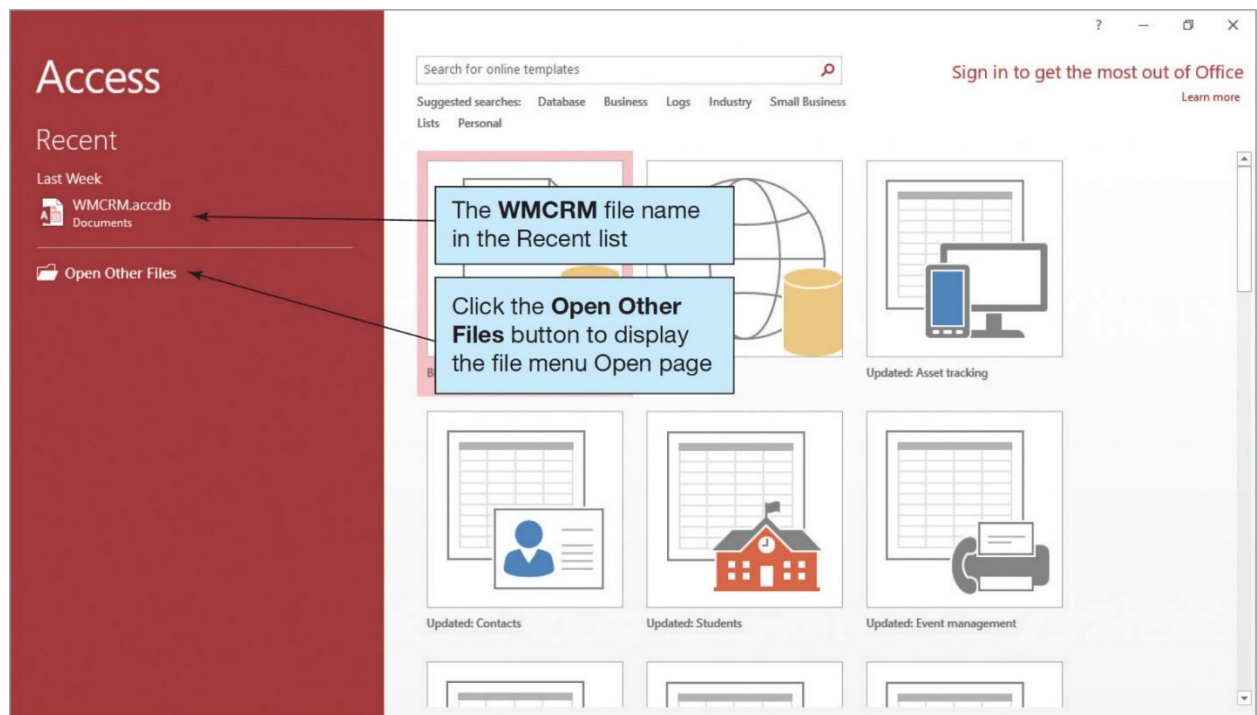 ?
Access
Search for online templates
Sign in to get the most out of Office
Suggested searches: Database Business Logs Industry Small Business
Learn more
Lists Personal
Recent
Last Week
WMCRM.accdb
Documents
Open Other Files
The WMCRM file name
in the Recent list
Click the Open Other
Files button to display
the file menu Open page
Updated: Asset tracking
Updated: Contacts
Updated: Students
Updated: Event management